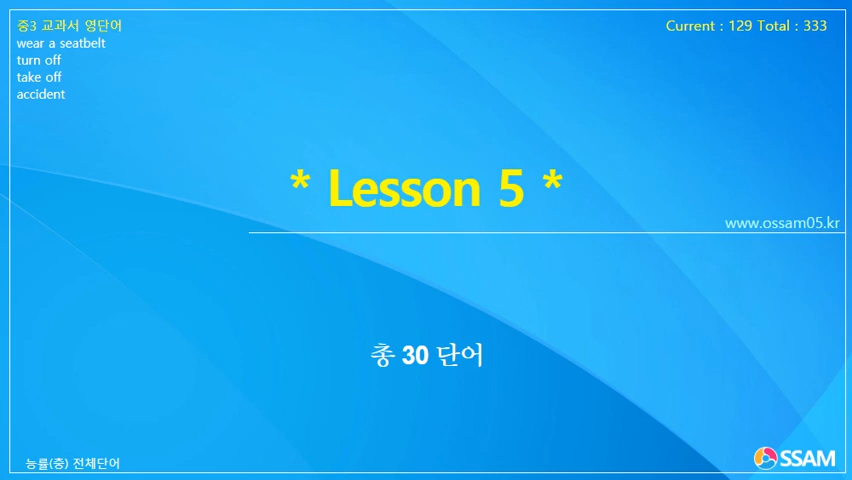 중3 교과서 영단어
wear a seatbelt
turn off
take off
accident
Current : 129 Total : 333
* Lesson 5 *
www.ossam05.kr
총 30 단어
능률(중) 전체단어
OSSAM